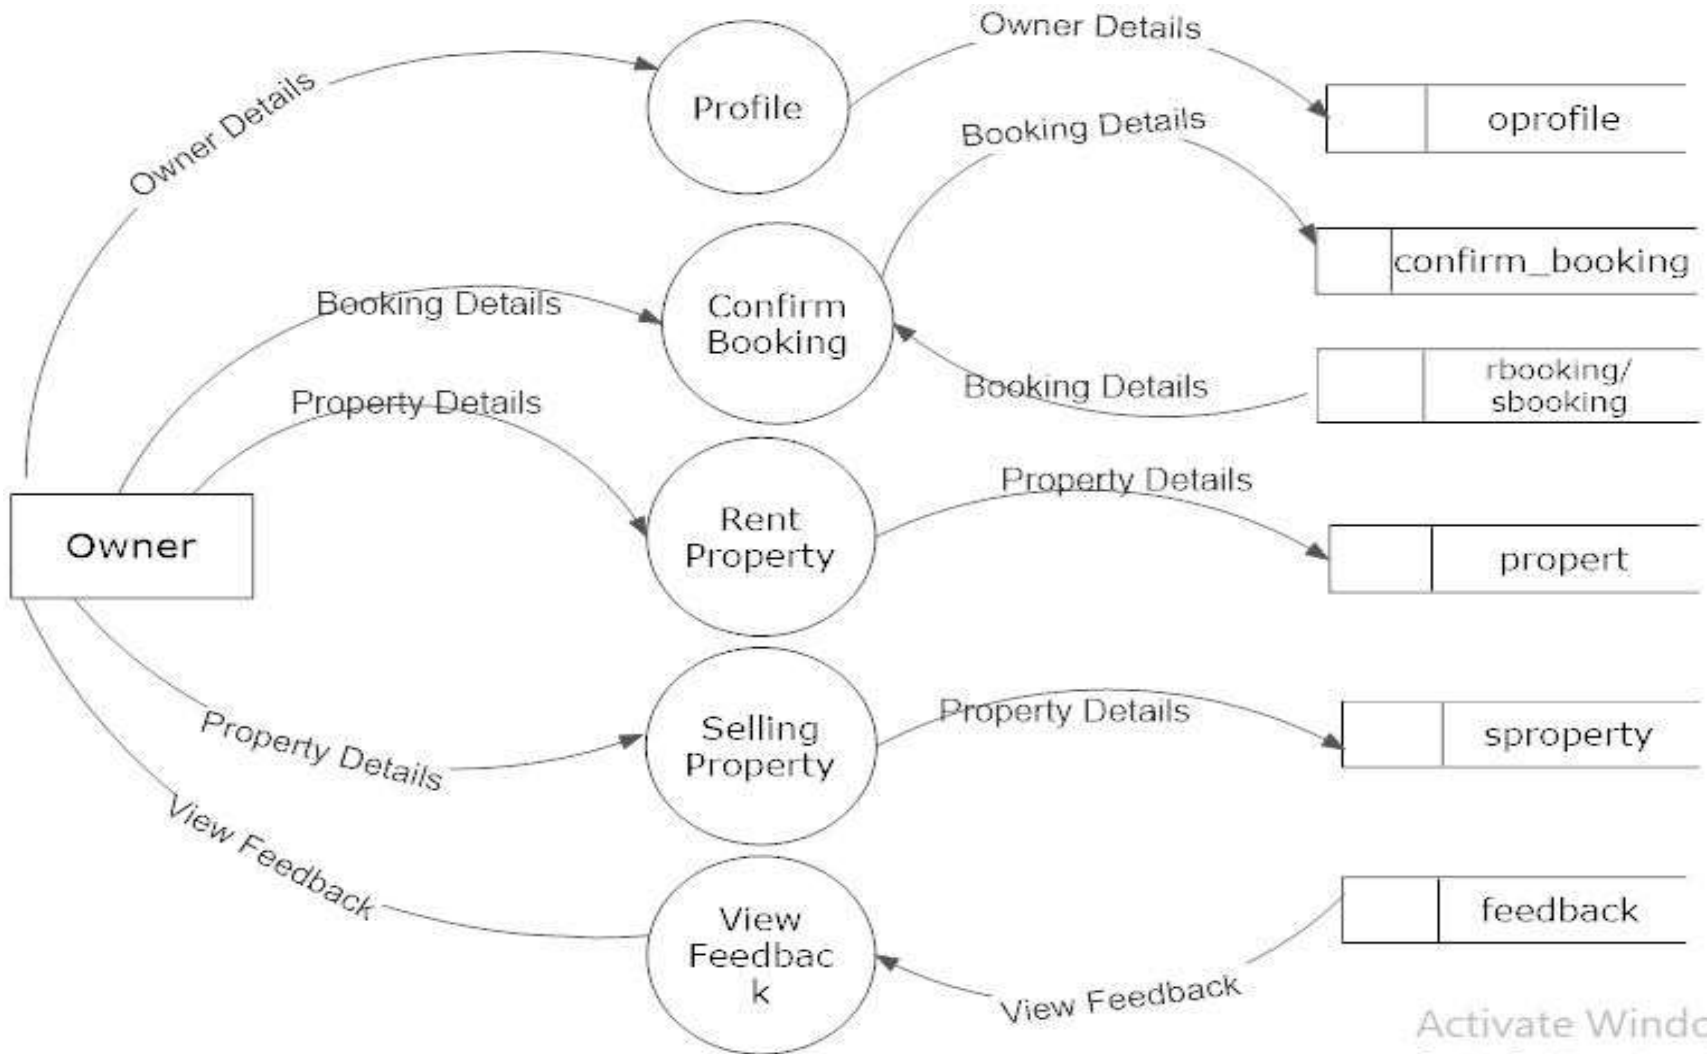 Owner Details
Profile
Owner Details
oprofile
Booking Details
Booking Details
Confirm
Booking
confirm_booking
Booking Details
rbooking/
sbooking
Property Details
Rent
Property
Property Details
propert
Owner
Property Details
Selling
Property
Property Details
sproperty
View Feedback
View
Feedbac
k
View Feedback
feedback
Activate Windo